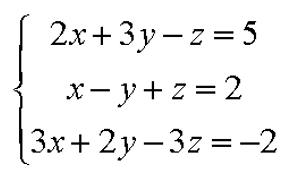 2x + 3y − z = 5
x − y + z = 2
3x + 2y − 3z = −2